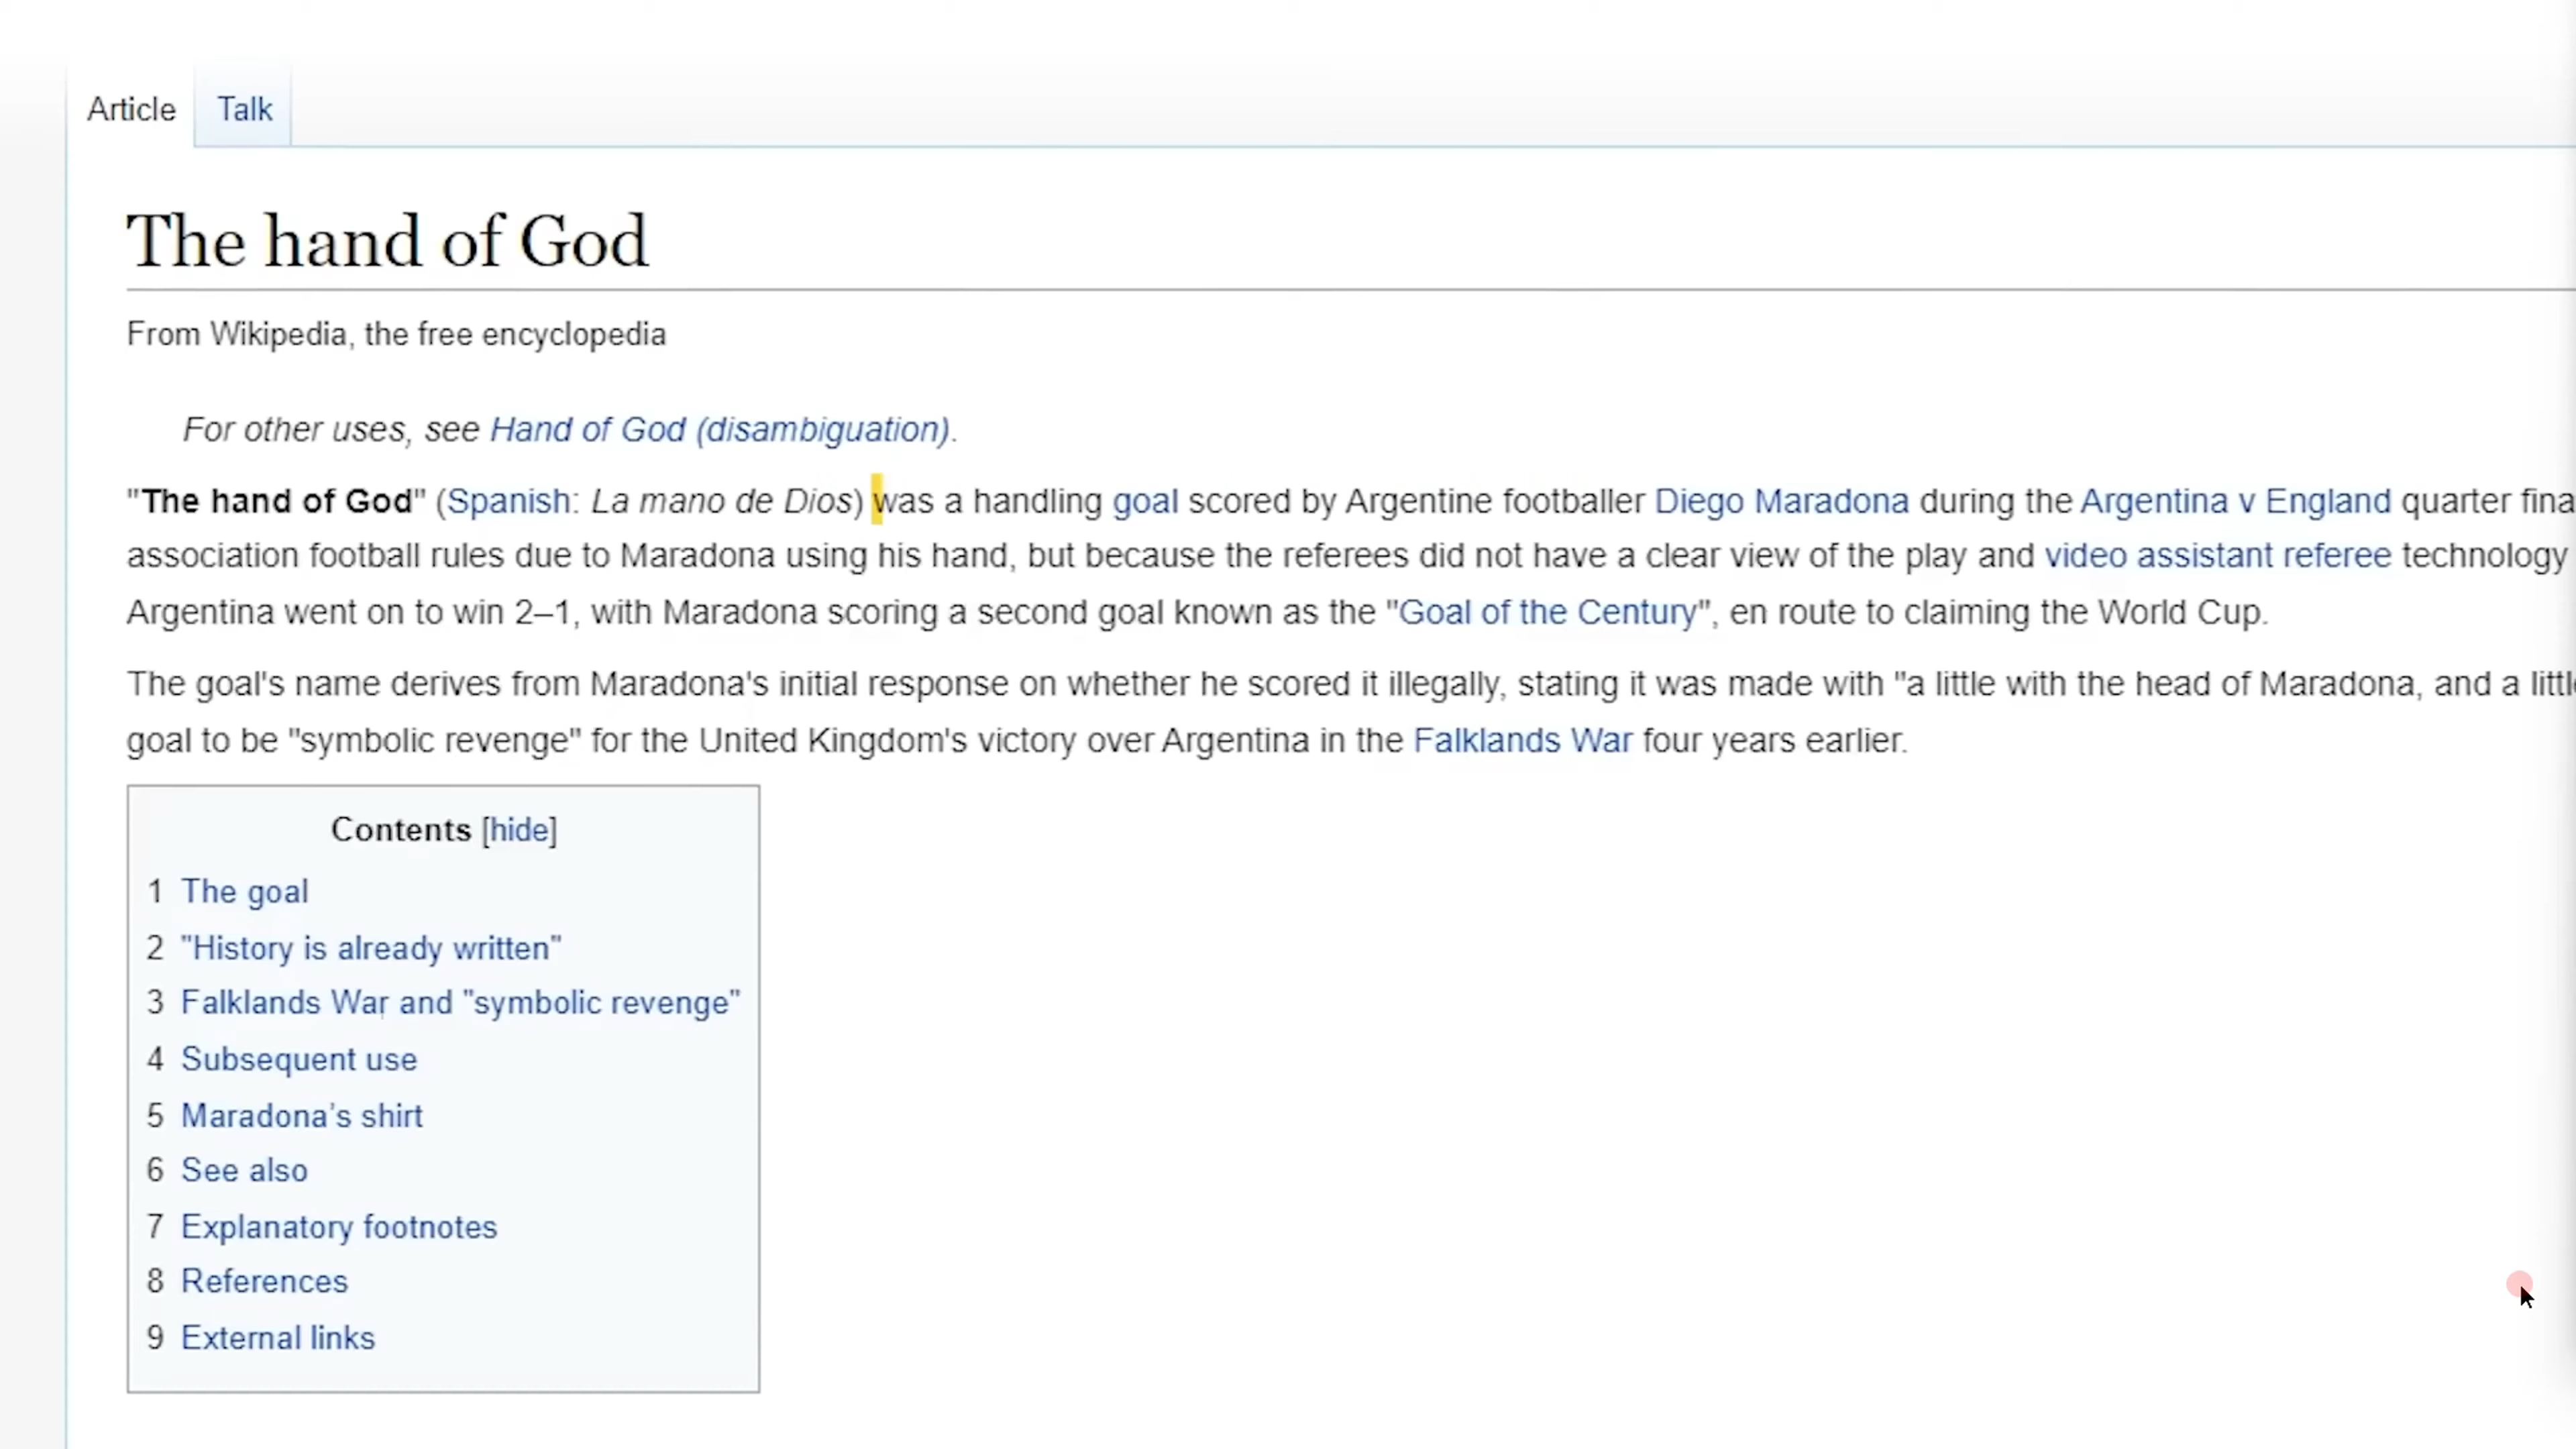 Article Talk
The hand of God
From Wikipedia, the free encyclopedia
For other uses, see Hand of God (disambiguation).
"The hand of God" (Spanish: La mano de Dios) was a handling goal scored by Argentine footballer Diego Maradona during the Argentina v England quarter
association football rules due to Maradona using his hand, but because the referees did not have a clear view of the play and video assistant referee technology
Argentina went on to win 2–1, with Maradona scoring a second goal known as the "Goal of the Century", en route to claiming the World Cup.
The goal's name derives from Maradona's initial response on whether he scored it illegally, stating it was made with "a little with the head of Maradona, and a
goal to be "symbolic revenge" for the United Kingdom's victory over Argentina in the Falklands War four years earlier.
Contents [hide]
1 The goal
2 "History is already written"
3 Falklands War and "symbolic revenge"
4 Subsequent use
5 Maradona's shirt
6 See also
7 Explanatory footnotes
8 References
9 External links